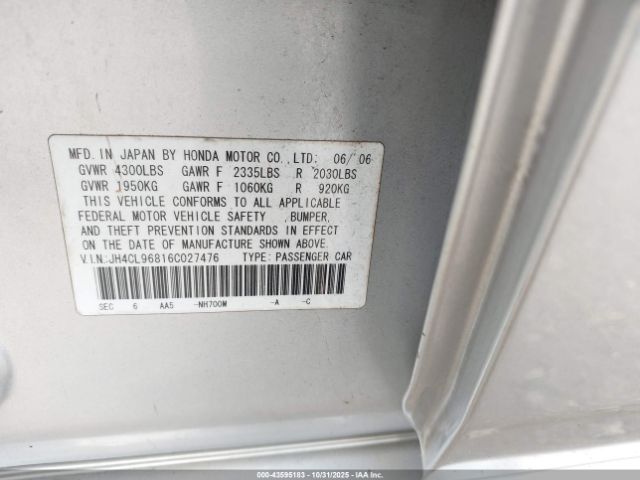 MFD. IN JAPAN BY HONDA MOTOR CO., LTD: 06/'06
GVWR 4300LBS GAWR F 2335LBS R 2030LBS
GVWR 1950KG GAWR F 1060KG R 920KG
THIS VEHICLE CONFORMS TO ALL APPLICABLE
FEDERAL MOTOR VEHICLE SAFETY ,BUMPER,
AND THEFT PREVENTION STANDARDS IN EFFECT
ON THE DATE OF MANUFACTURE SHOWN ABOVE.
V.I.N:JH4CL96816C027476 TYPE: PASSENGER CAR
SEC 6 AA5 -NH700M -A -C
000-43595183 - 10/31/2025 - IAAI.COM